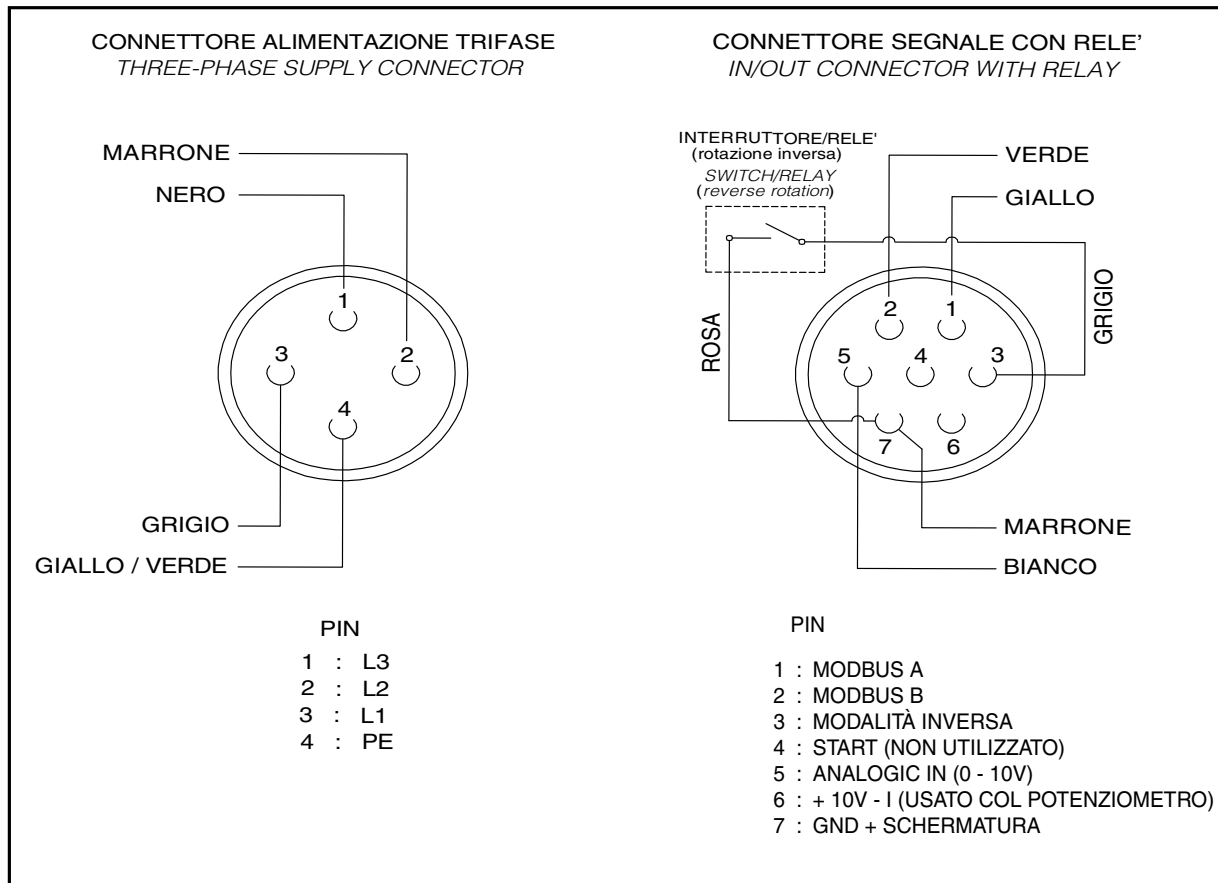 CONNETTORE ALIMENTAZIONE TRIFASE
THREE-PHASE SUPPLY CONNECTOR
MARRONE
NERO
1
3
2
4
GRIGIO
GIALLO / VERDE
PIN
1 : L3
2 : L2
3 : L1
4 : PE
CONNETTORE SEGNALE CON RELE’
IN/OUT CONNECTOR WITH RELAY
INTERRUTTORE/RELE'
(rotazione inversa)
SWITCH/RELAY
(reverse rotation)
VERDE
GIALLO
ROSA
GRIGIO
2
1
5
4
3
7
6
MARRONE
BIANCO
PIN
1 : MODBUS A
2 : MODBUS B
3 : MODALITÀ INVERSA
4 : START (NON UTILIZZATO)
5 : ANALOGIC IN (0 - 10V)
6 : + 10V - I (USATO COL POTENZIOMETRO)
7 : GND + SCHERMATURA